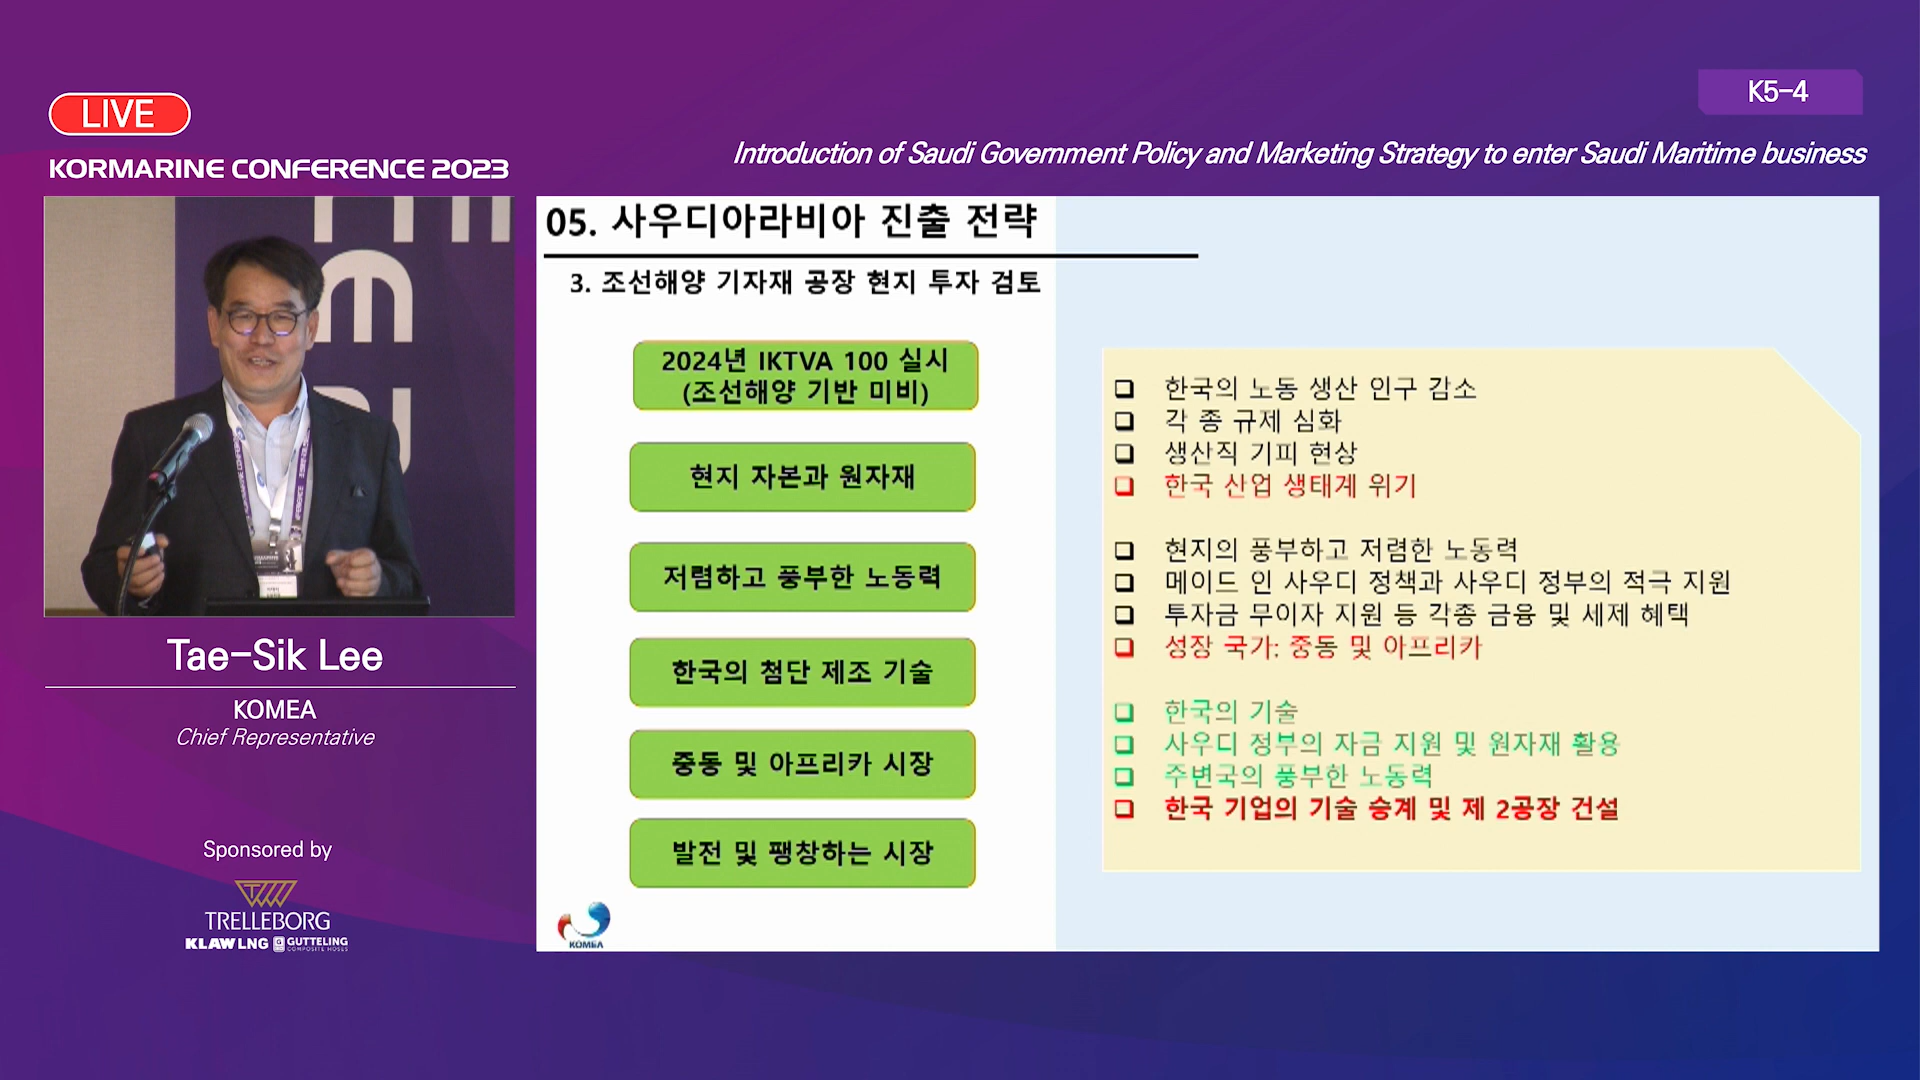 LIVE
KORMARINE CONFERENCE 2023
K5-4
Introduction of Saudi Government Policy and Marketing Strategy to enter Saudi Maritime business
Tae-Sik Lee
KOMEA
Chief Representative
Sponsored by
TRELLEBORG
KLAW LNG GUTTELING
COMPOSITE HOSES
05. 사우디아라비아 진출 전략
3. 조선해양 기자재 공장 현지 투자 검토
2024년 IKTVA 100 실시
(조선해양 기반 미비)
현지 자본과 원자재
저렴하고 풍부한 노동력
한국의 첨단 제조 기술
중동 및 아프리카 시장
발전 및 팽창하는 시장
KOMEA
한국의 노동 생산 인구 감소
각 종 규제 심화
생산직 기피 현상
한국 산업 생태계 위기
현지의 풍부하고 저렴한 노동력
메이드 인 사우디 정책과 사우디 정부의 적극 지원
투자금 무이자 지원 등 각종 금융 및 세제 혜택
성장 국가: 중동 및 아프리카
한국의 기술
사우디 정부의 자금 지원 및 원자재 활용
주변국의 풍부한 노동력
한국 기업의 기술 승계 및 제 2공장 건설